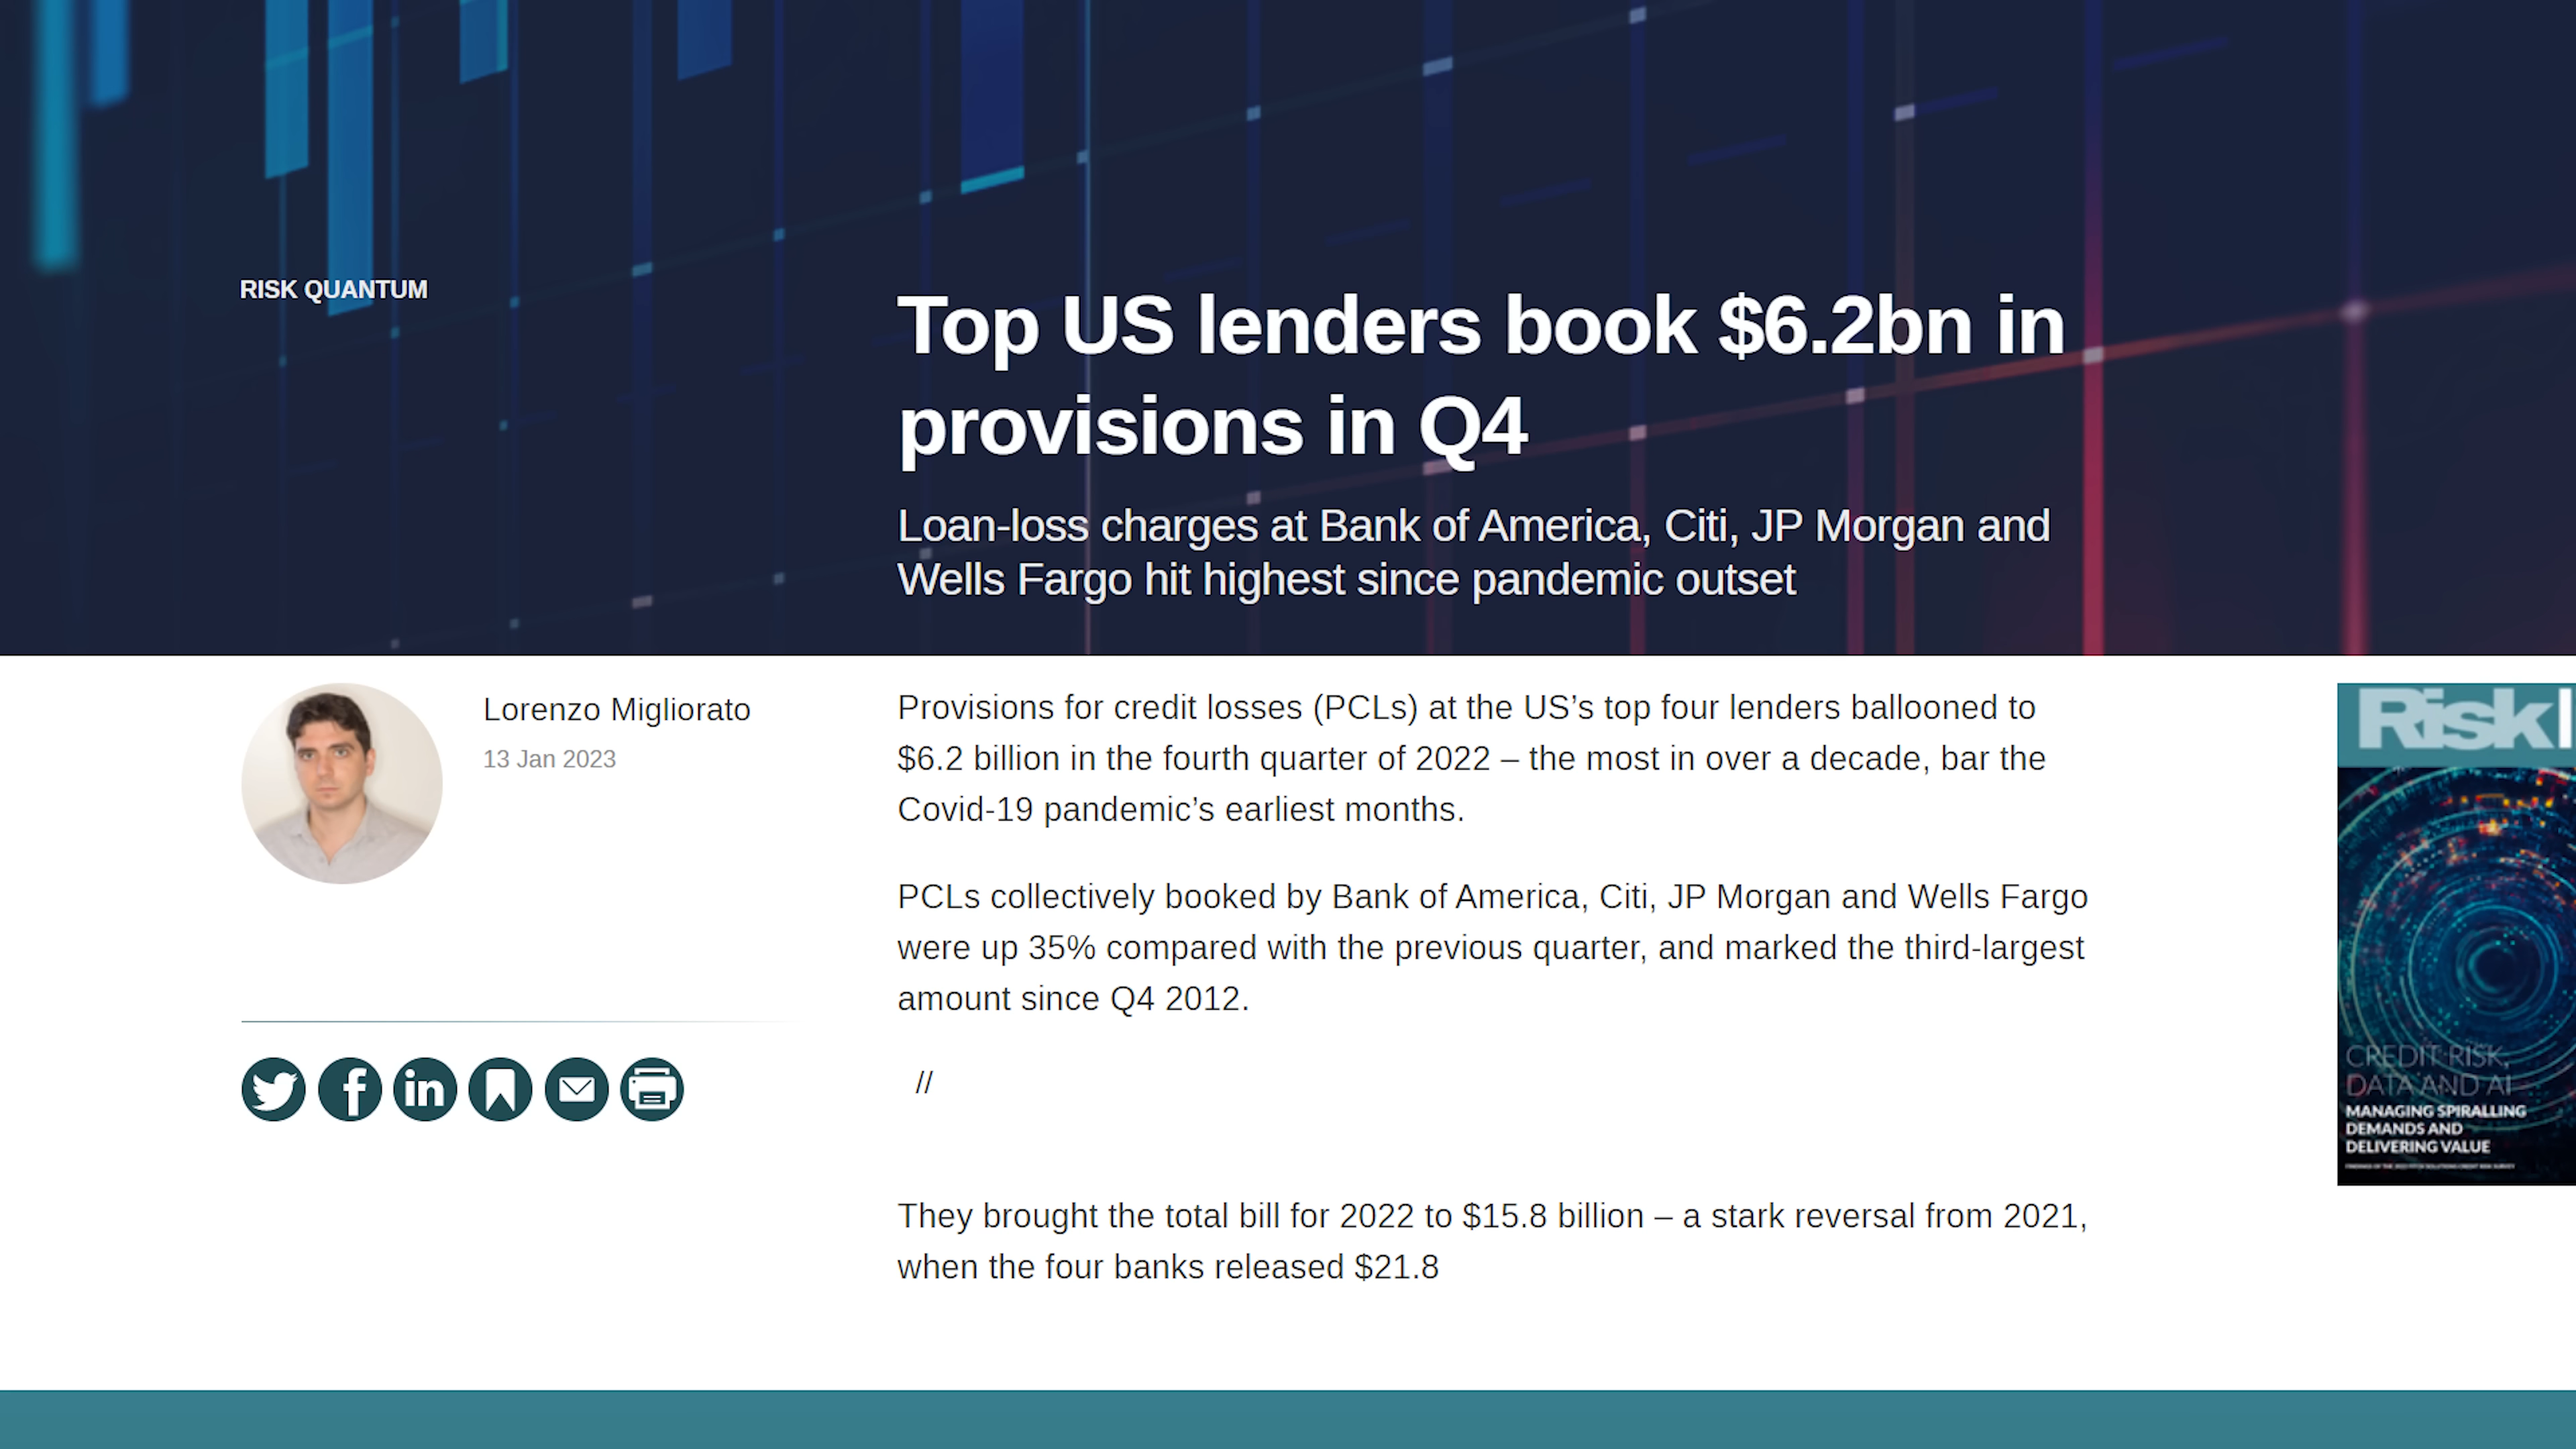 RISK QUANTUM
Top US lenders book $6.2bn in
provisions in Q4
Loan-loss charges at Bank of America, Citi, JP Morgan and
Wells Fargo hit highest since pandemic outset
Lorenzo Migliorato
13 Jan 2023
Provisions for credit losses (PCLs) at the US’s top four lenders ballooned to
$6.2 billion in the fourth quarter of 2022 – the most in over a decade, bar the
Covid-19 pandemic’s earliest months.
PCLs collectively booked by Bank of America, Citi, JP Morgan and Wells Fargo
were up 35% compared with the previous quarter, and marked the third-largest
amount since Q4 2012.
//
They brought the total bill for 2022 to $15.8 billion – a stark reversal from 2021,
when the four banks released $21.8
Risk
CREDIT RISK,
DATA AND AI
MANAGING SPIRALLING
DEMANDS AND
DELIVERING VALUE